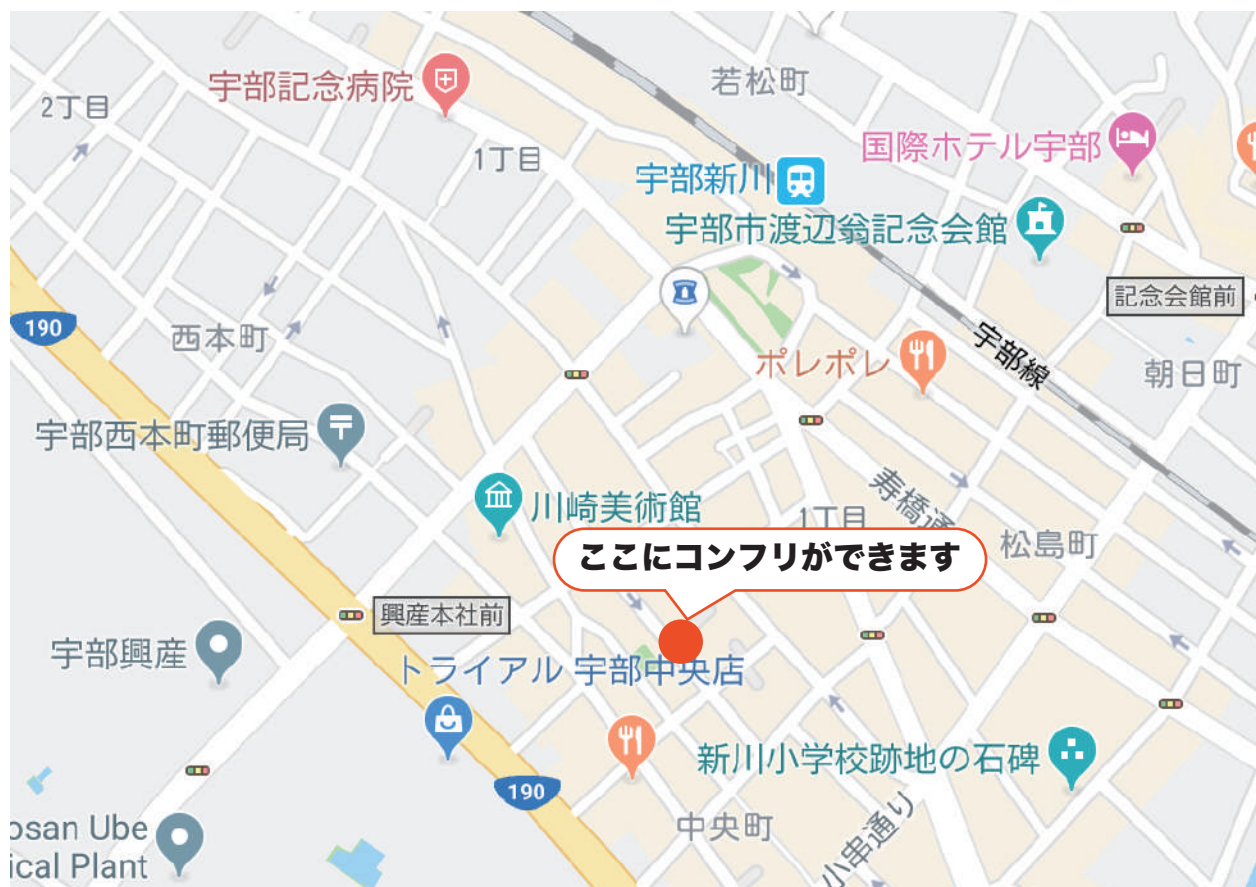 若松町
宇部記念病院
2丁目
国際ホテル宇部
1丁目
宇部新川
宇部市渡辺翁記念会館
記念会館前
190
西本町
宇部線
ポレポレ
朝日町
宇部西本町郵便局
川崎美術館
寿橋通
1丁目
松島町
ここにコンフリができます
興産本社前
宇部興産
トライアル 宇部中央店
新川小学校跡地の石碑
190
中央町
小串通り
osan Ube
ical Plant